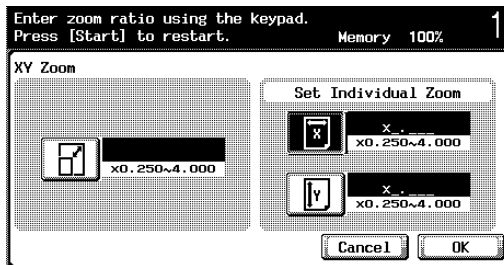 Enter zoom ratio using the keypad.
Press [Start] to restart. Memory 100% 1
XY Zoom
Set Individual Zoom
X x_.___
x0.250~4.000
x0.250~4.000
Y x_.___
x0.250~4.000
Cancel OK